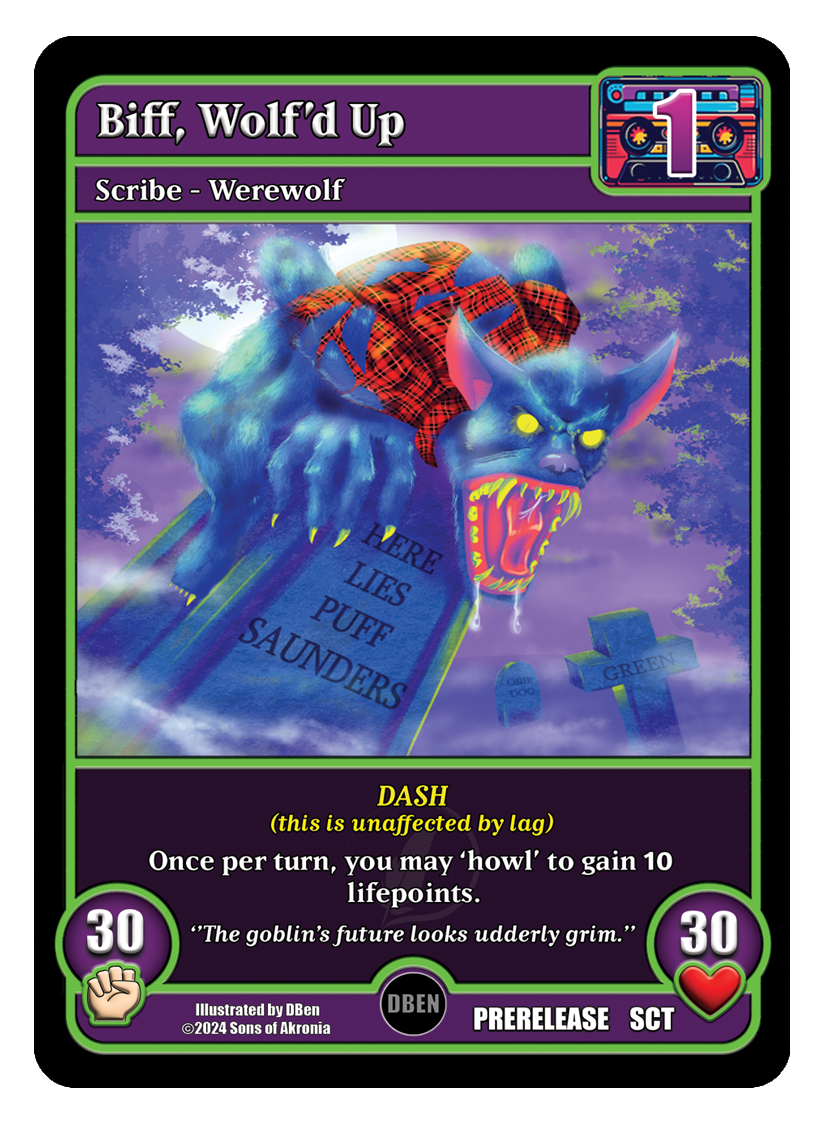 Biff, Wolf'd Up
1
Scribe - Werewolf
HERE
LIES
PUFF
SAUNDERS
OBIE
DOG
GREEN
DASH
(this is unaffected by lag)
Once per turn, you may ‘howl’ to gain 10
lifepoints.
‘’The goblin’s future looks udderly grim.’’
30
30
Illustrated by DBen
©2024 Sons of Akronia
DBEN
PRERELEASE SCT